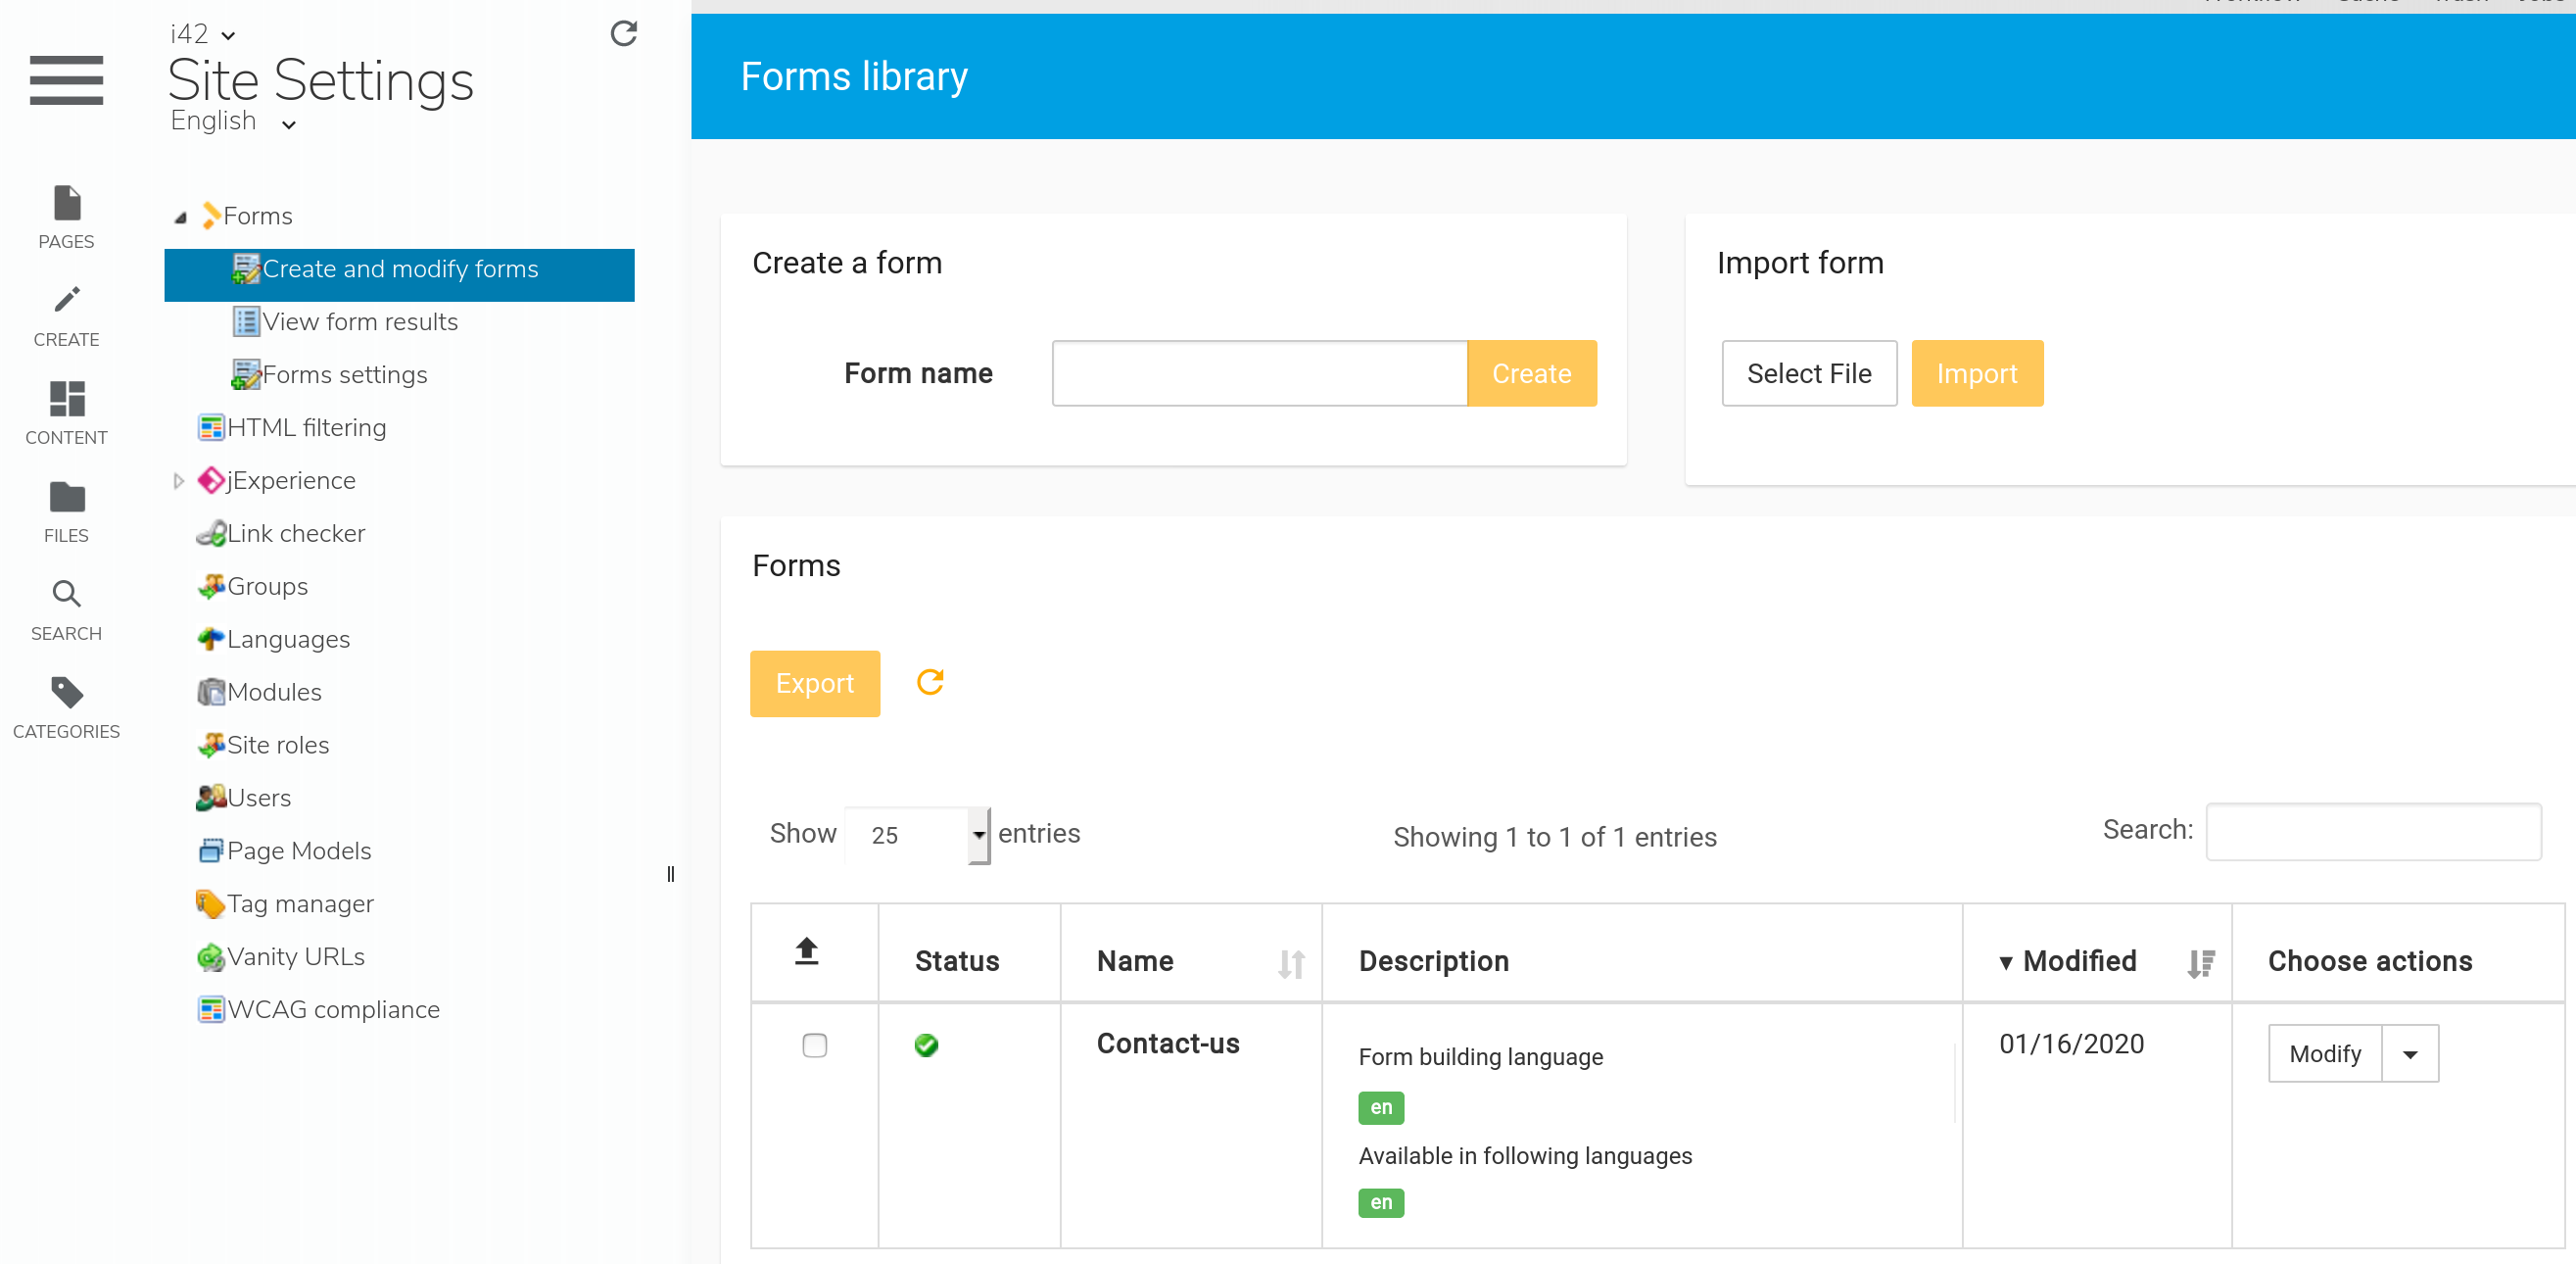 i42
Site Settings
English
PAGES
CREATE
CONTENT
FILES
SEARCH
CATEGORIES
Forms
Create and modify forms
View form results
Forms settings
HTML filtering
jExperience
Link checker
Groups
Languages
Modules
Site roles
Users
Page Models
Tag manager
Vanity URLs
WCAG compliance
Forms library
Create a form
Form name
Create
Import form
Select File
Import
Forms
Export
Show 25 entries
Showing 1 to 1 of 1 entries
Search:
Status Name Description ▼ Modified Choose actions
Contact-us
Form building language
en
Available in following languages
en
01/16/2020
Modify